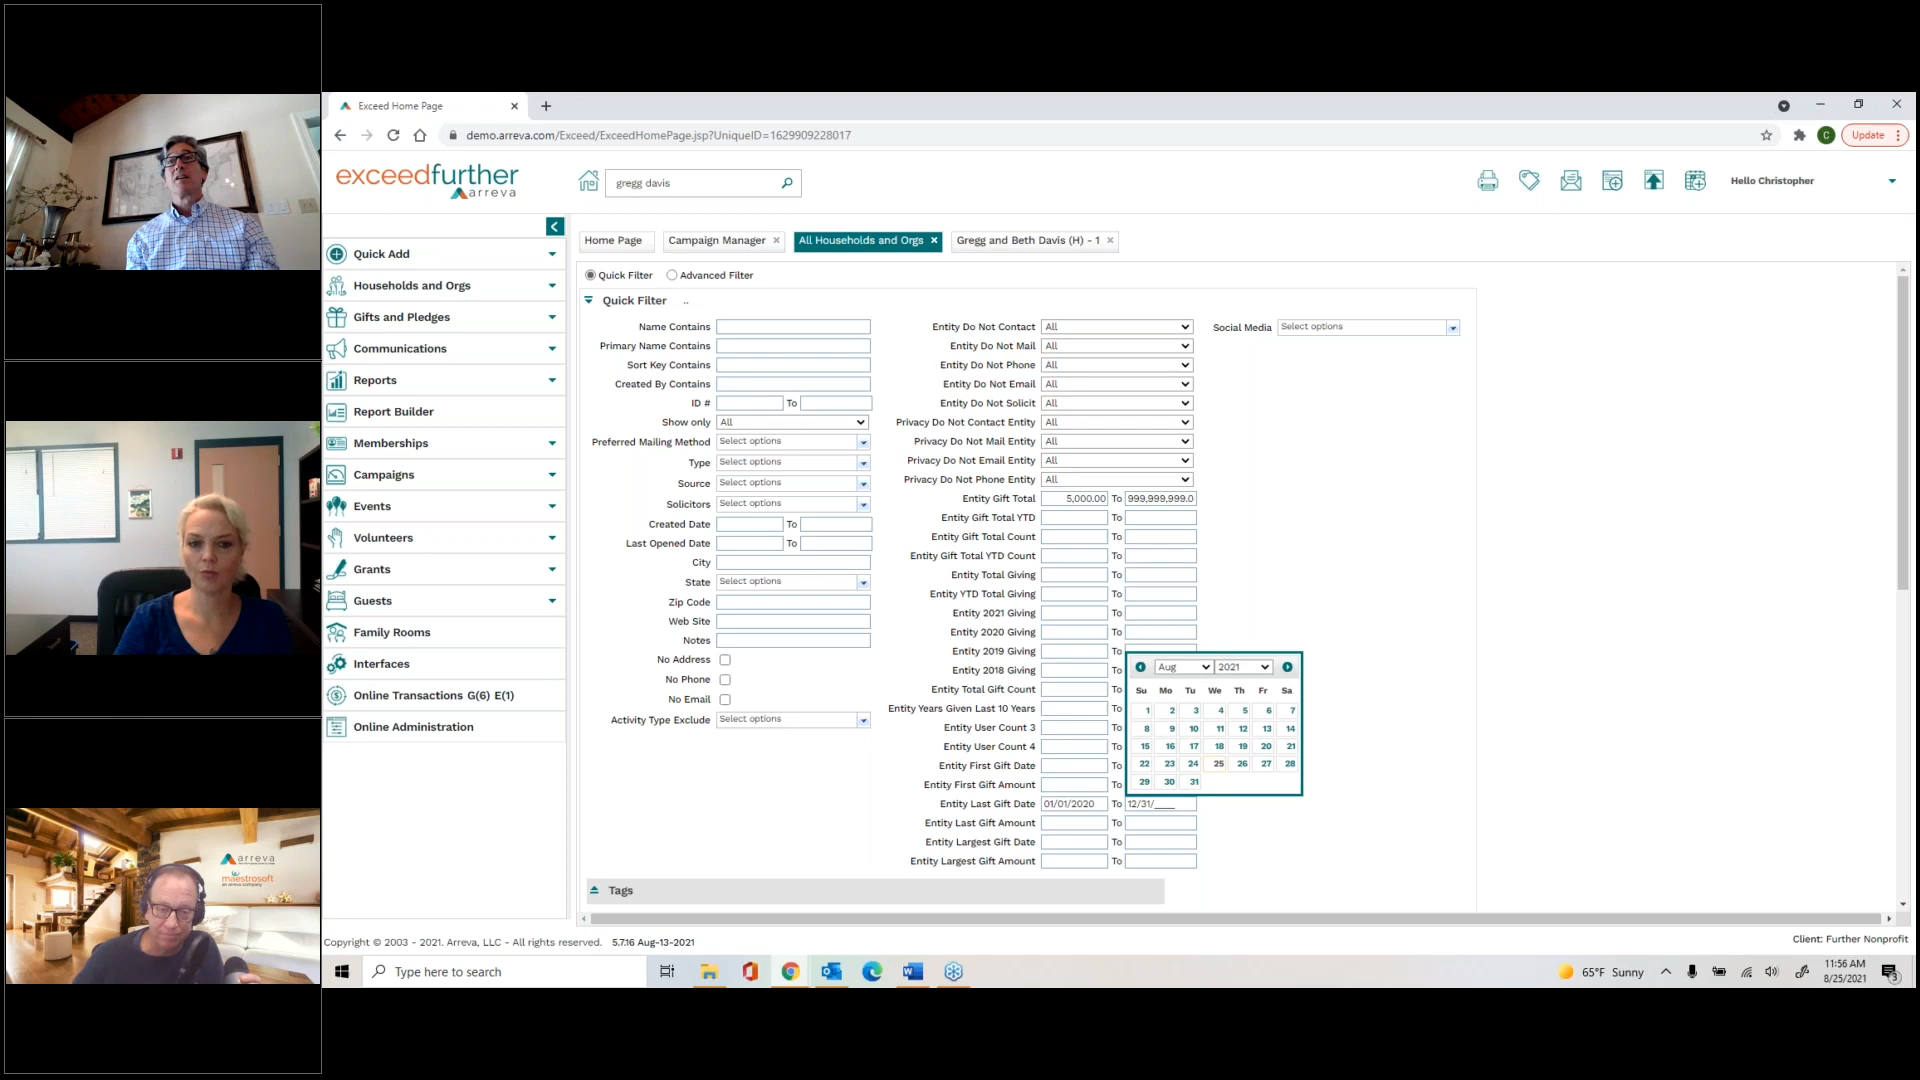 arreva
maestrosoft
an arreva company
Exceed Home Page
demo.arreva.com/Exceed/ExceedHomePage.jsp?UniqueID=1629909228017
C
Update
exceedfurther
arreva
gregg davis
Hello Christopher
Quick Add
Households and Orgs
Gifts and Pledges
Communications
Reports
Report Builder
Memberships
Campaigns
Events
Volunteers
Grants
Guests
Family Rooms
Interfaces
Online Transactions G(6) E(1)
Online Administration
Home Page
Campaign Manager
All Households and Orgs
Gregg and Beth Davis (H) - 1
Quick Filter
Advanced Filter
Quick Filter ..
Name Contains
Primary Name Contains
Sort Key Contains
Created By Contains
ID # To
Show only All
Preferred Mailing Method Select options
Type Select options
Source Select options
Solicitors Select options
Created Date To
Last Opened Date To
City
State Select options
Zip Code
Web Site
Notes
No Address
No Phone
No Email
Activity Type Exclude Select options
Entity Do Not Contact All
Entity Do Not Mail All
Entity Do Not Phone All
Entity Do Not Email All
Entity Do Not Solicit All
Privacy Do Not Contact Entity All
Privacy Do Not Mail Entity All
Privacy Do Not Email Entity All
Privacy Do Not Phone Entity All
Entity Gift Total 5,000.00 To 999,999,999.0
Entity Gift Total YTD To
Entity Gift Total Count To
Entity Gift Total YTD Count To
Entity Total Giving To
Entity YTD Total Giving To
Entity 2021 Giving To
Entity 2020 Giving To
Entity 2019 Giving To
Entity 2018 Giving To
Entity Total Gift Count To
Entity Years Given Last 10 Years To
Entity User Count 3 To
Entity User Count 4 To
Entity First Gift Date To
Entity First Gift Amount To
Entity Last Gift Date 01/01/2020 To 12/31/____
Entity Last Gift Amount To
Entity Largest Gift Date To
Entity Largest Gift Amount To
Social Media Select options
Aug 2021
Su Mo Tu We Th Fr Sa
1 2 3 4 5 6 7
8 9 10 11 12 13 14
15 16 17 18 19 20 21
22 23 24 25 26 27 28
29 30 31
Tags
Copyright © 2003 - 2021. Arreva, LLC - All rights reserved. 5.7.16 Aug-13-2021
Client: Further Nonprofit
Type here to search
65°F Sunny
11:56 AM
8/25/2021
3